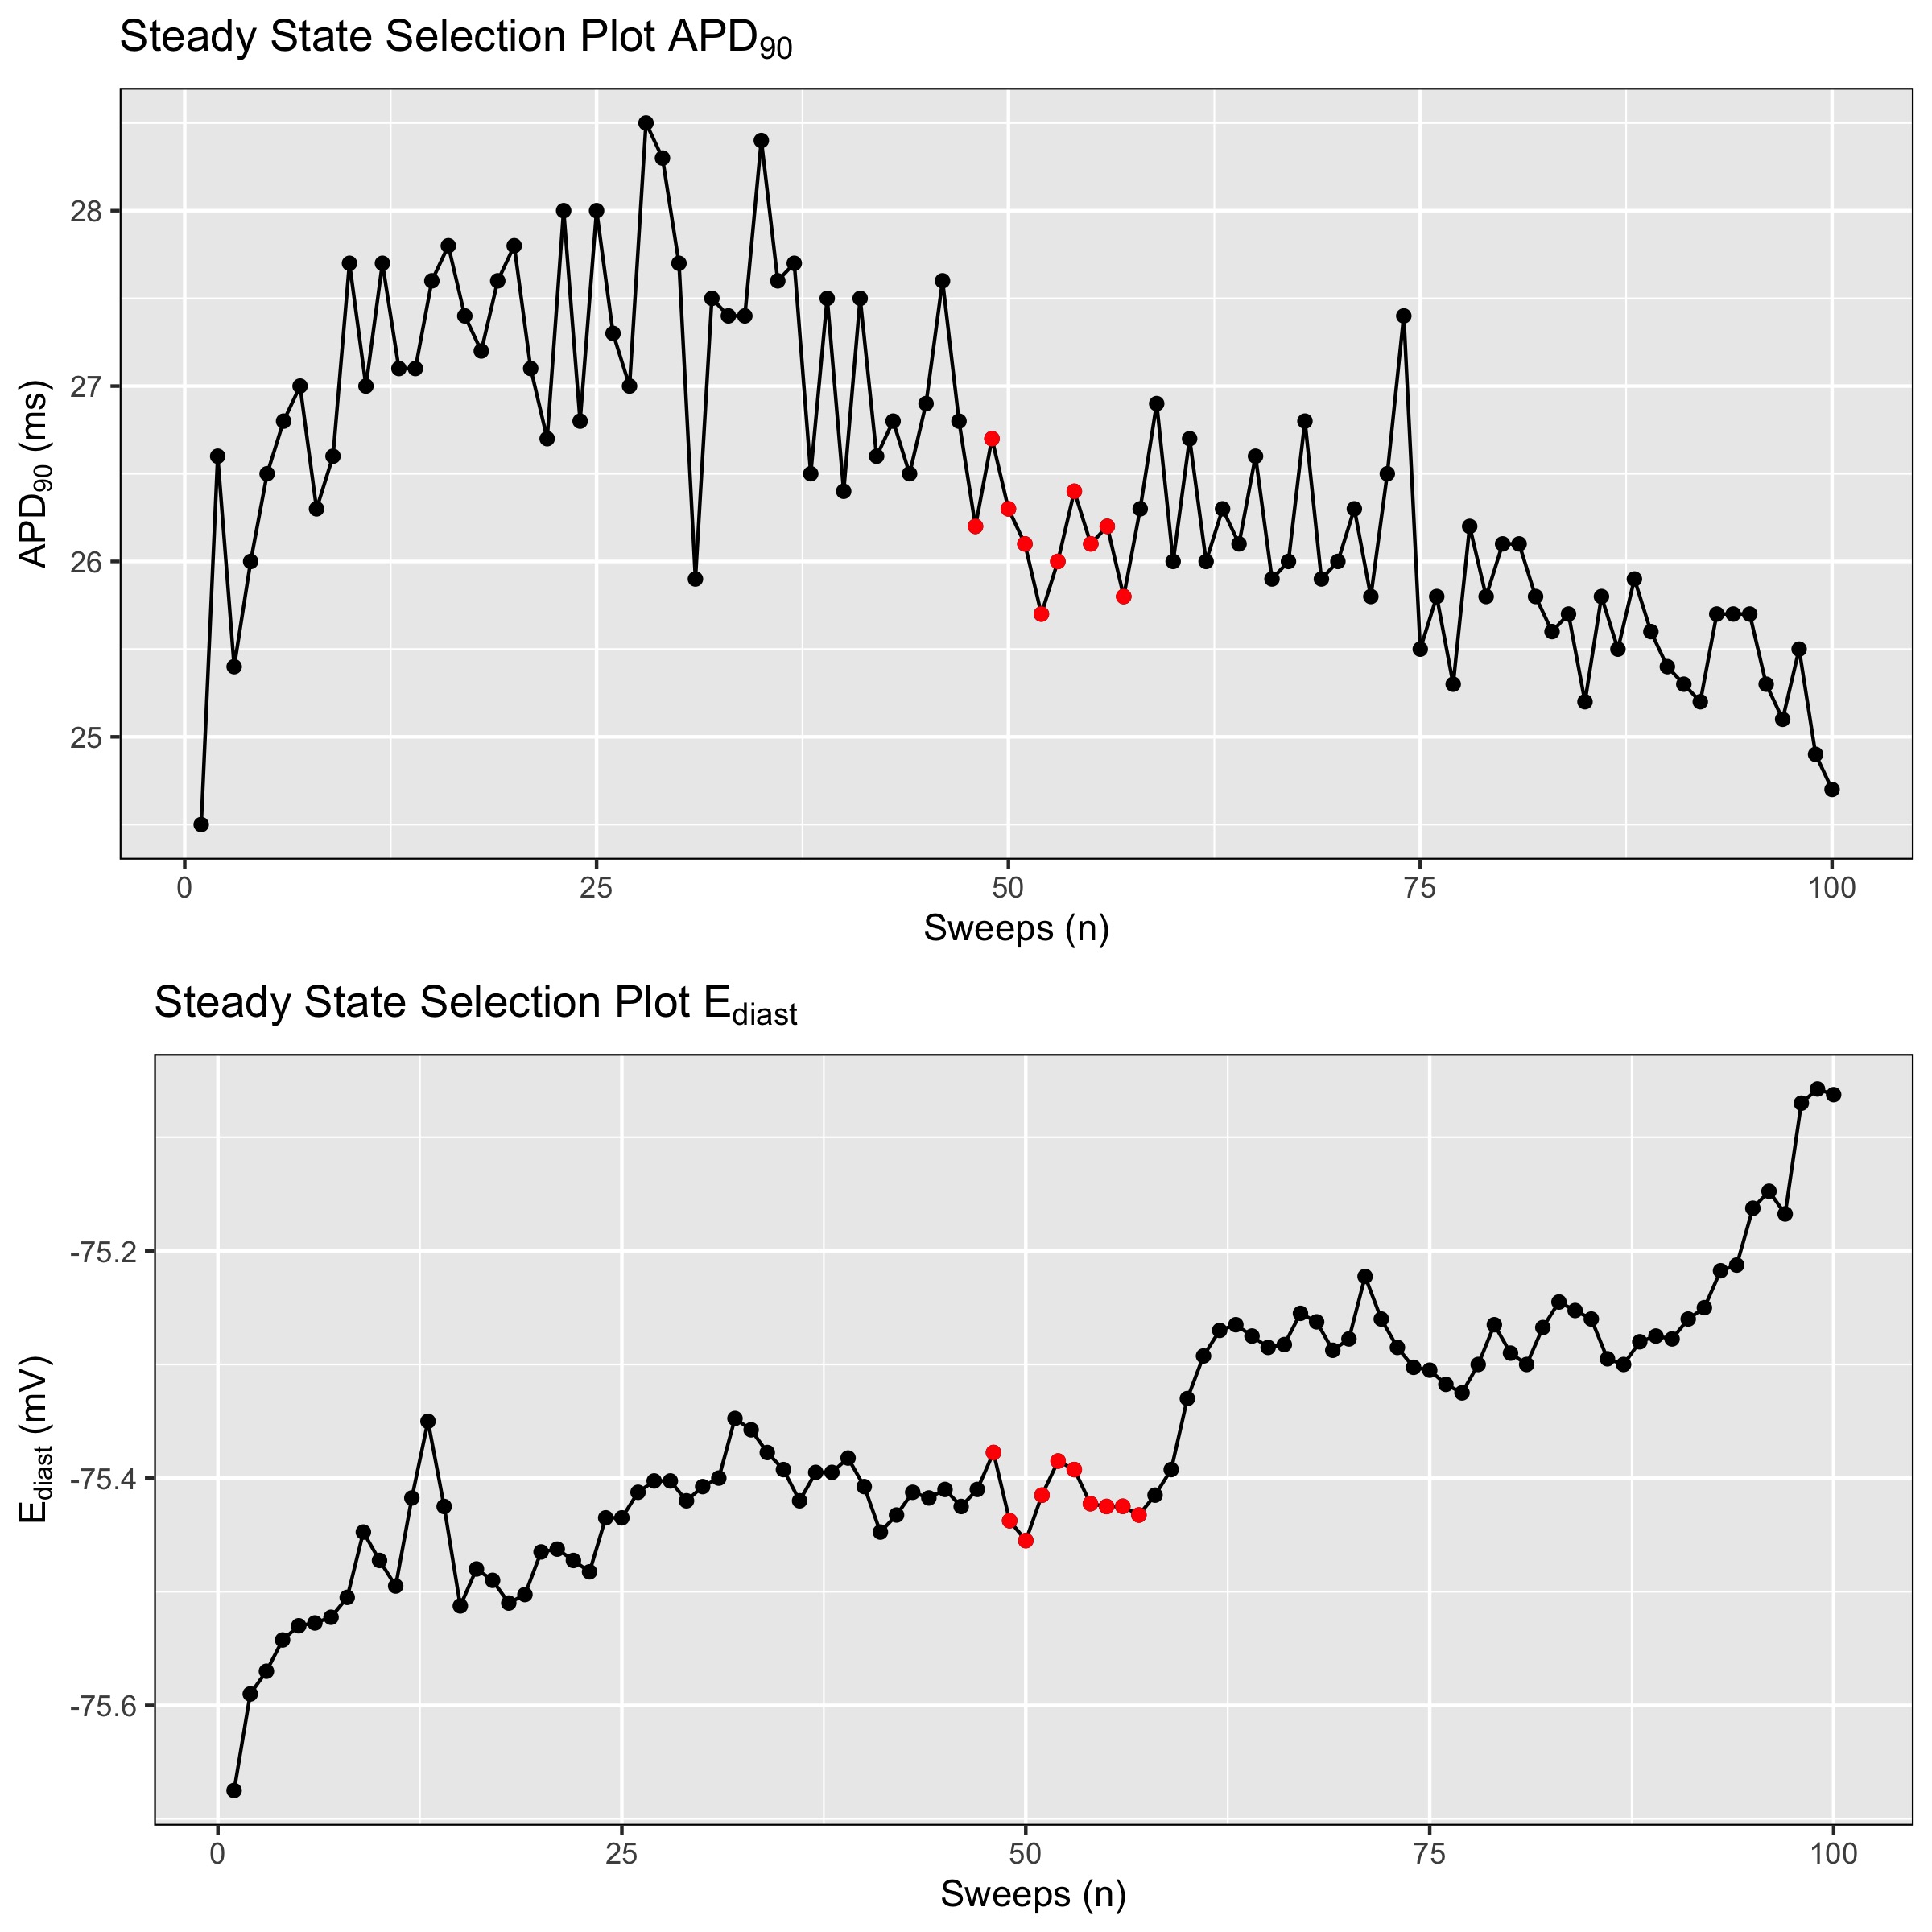 Steady State Selection Plot APD90
28
27
26
25
APD90 (ms)
0 25 50 75 100
Sweeps (n)
Steady State Selection Plot Ediast
-75.2
-75.4
-75.6
Ediast (mV)
0 25 50 75 100
Sweeps (n)